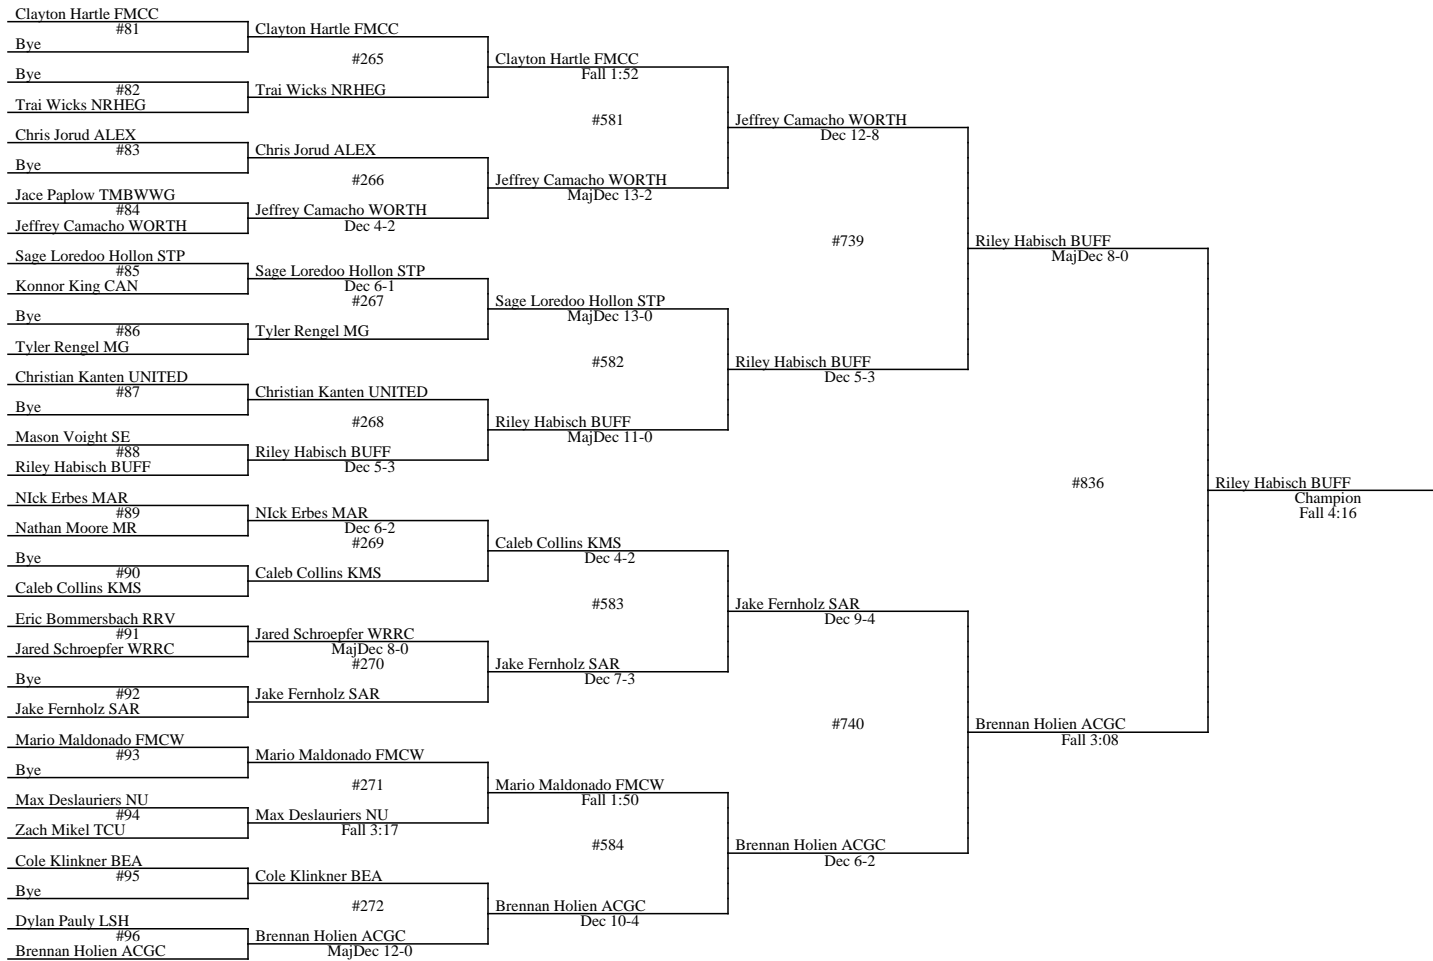 Clayton Hartle FMCC
#81
Bye
Bye
#82
Trai Wicks NRHEG
Chris Jorud ALEX
#83
Bye
Jace Paplow TMBWWG
#84
Jeffrey Camacho WORTH
Sage Loredoo Hollon STP
#85
Konnor King CAN
Bye
#86
Tyler Rengel MG
Christian Kanten UNITED
#87
Bye
Mason Voight SE
#88
Riley Habisch BUFF
NIck Erbes MAR
#89
Nathan Moore MR
Bye
#90
Caleb Collins KMS
Eric Bommersbach RRV
#91
Jared Schroepfer WRRC
Bye
#92
Jake Fernholz SAR
Mario Maldonado FMCW
#93
Bye
Max Deslauriers NU
#94
Zach Mikel TCU
Cole Klinkner BEA
#95
Bye
Dylan Pauly LSH
#96
Brennan Holien ACGC
Clayton Hartle FMCC
#265
Trai Wicks NRHEG
Chris Jorud ALEX
#266
Jeffrey Camacho WORTH
Dec 4-2
Sage Loredoo Hollon STP
Dec 6-1
#267
Tyler Rengel MG
Christian Kanten UNITED
#268
Riley Habisch BUFF
Dec 5-3
NIck Erbes MAR
Dec 6-2
#269
Caleb Collins KMS
Jared Schroepfer WRRC
MajDec 8-0
#270
Jake Fernholz SAR
Mario Maldonado FMCW
#271
Max Deslauriers NU
Fall 3:17
Cole Klinkner BEA
#272
Brennan Holien ACGC
MajDec 12-0
Clayton Hartle FMCC
Fall 1:52
#581
Jeffrey Camacho WORTH
MajDec 13-2
Sage Loredoo Hollon STP
MajDec 13-0
#582
Riley Habisch BUFF
MajDec 11-0
Caleb Collins KMS
Dec 4-2
#583
Jake Fernholz SAR
Dec 7-3
Mario Maldonado FMCW
Fall 1:50
#584
Brennan Holien ACGC
Dec 10-4
Jeffrey Camacho WORTH
Dec 12-8
#739
Riley Habisch BUFF
Dec 5-3
Jake Fernholz SAR
Dec 9-4
#740
Brennan Holien ACGC
Dec 6-2
Riley Habisch BUFF
MajDec 8-0
#836
Brennan Holien ACGC
Fall 3:08
Riley Habisch BUFF
Champion
Fall 4:16